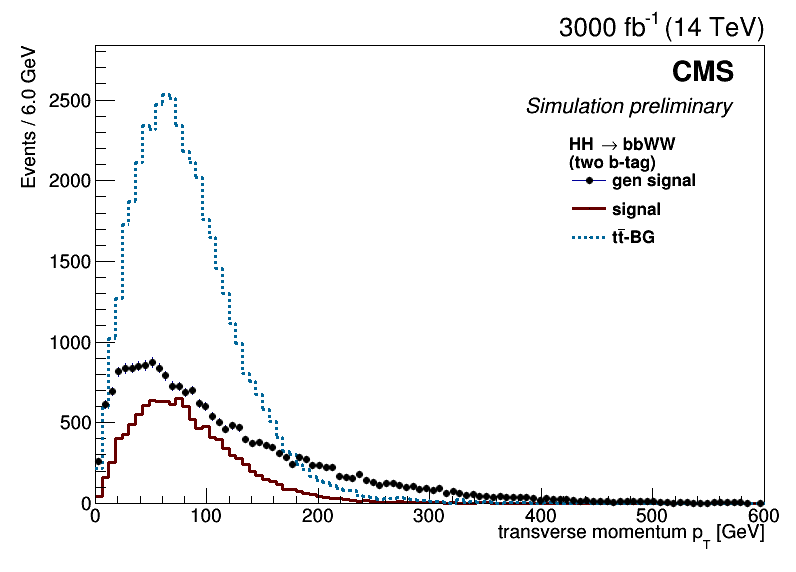 3000 fb⁻¹ (14 TeV)
Events / 6.0 GeV
CMS
Simulation preliminary
HH → bbWW
(two b-tag)
gen signal
signal
tt̄-BG
2500
2000
1500
1000
500
0
0 100 200 300 400 500 600
transverse momentum p_T [GeV]